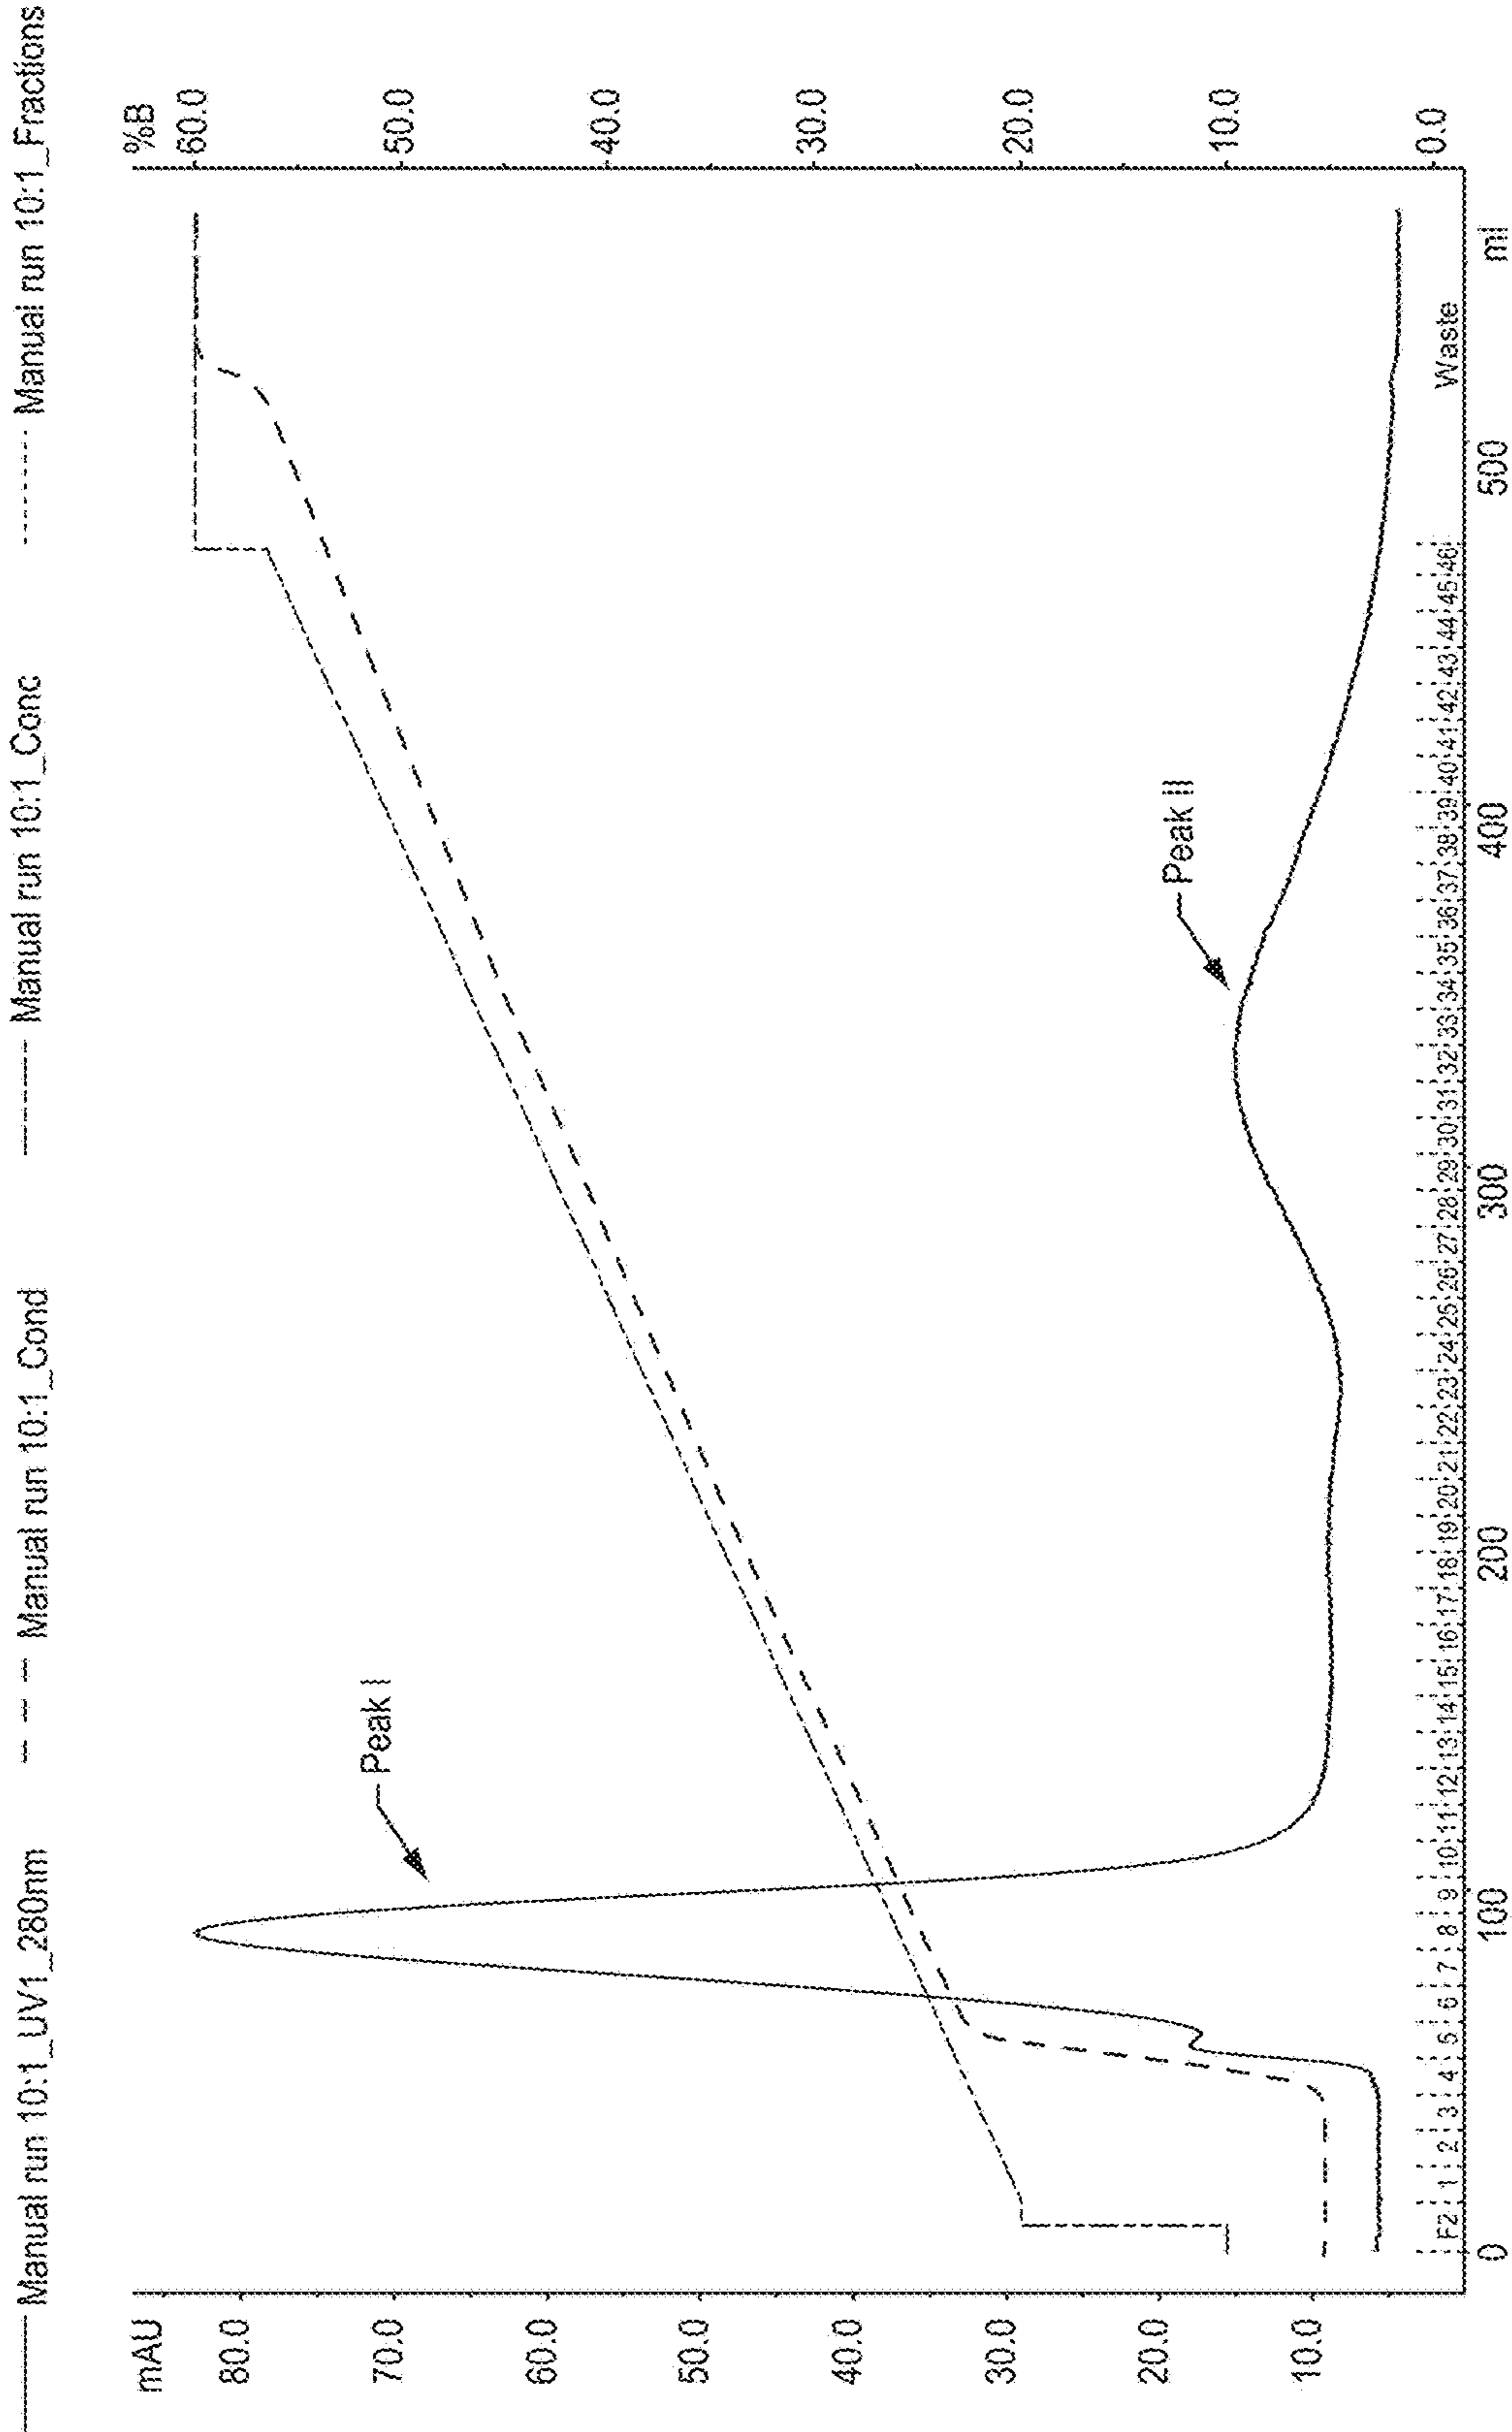 Manual run 10:1_UV1_280nm Manual run 10:1_Cond Manual run 10:1_Conc Manual run 10:1_Fractions
mAU %B
80.0 60.0
70.0 50.0
60.0 40.0
50.0 30.0
40.0 20.0
30.0 10.0
20.0 0.0
10.0
Peak I
Peak II
F2 1 2 3 4 5 6 7 8 9 10 11 12 13 14 15 16 17 18 19 20 21 22 23 24 25 26 27 28 29 30 31 32 33 34 35 36 37 38 39 40 41 42 43 44 45 46 Waste
0 100 200 300 400 500 ml